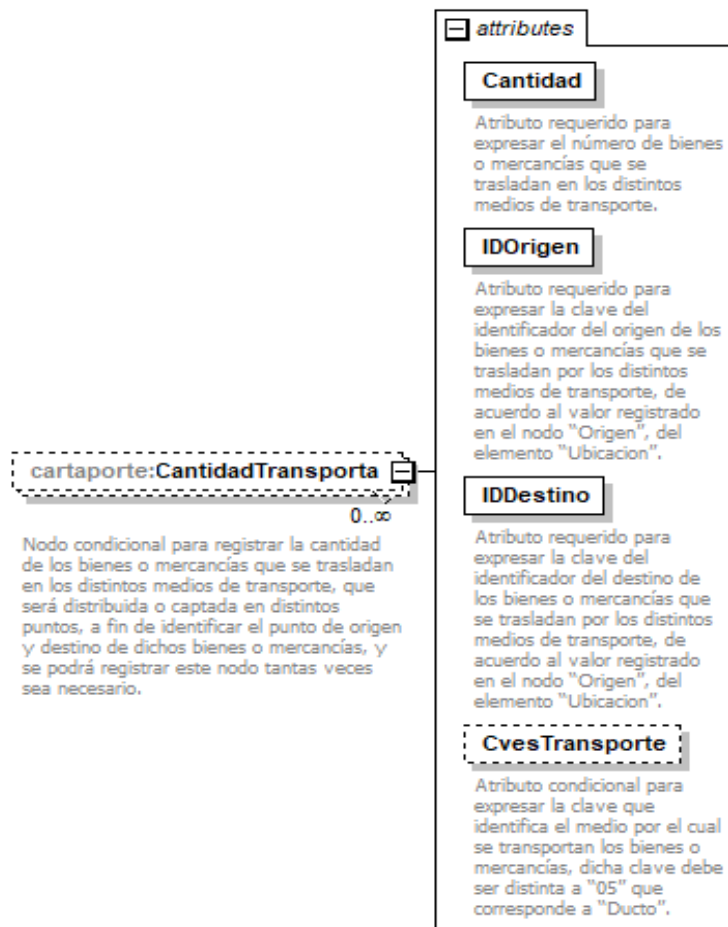 attributes
Cantidad
Atributo requerido para
expresar el número de bienes
o mercancías que se
trasladan en los distintos
medios de transporte.
IDOrigen
Atributo requerido para
expresar la clave del
identificador del origen de los
bienes o mercancías que se
trasladan por los distintos
medios de transporte, de
acuerdo al valor registrado
en el nodo “Origen”, del
elemento “Ubicacion”.
cartaporte:CantidadTransporta
0..∞
Nodo condicional para registrar la cantidad
de los bienes o mercancías que se trasladan
en los distintos medios de transporte, que
será distribuida o captada en distintos
puntos, a fin de identificar el punto de origen
y destino de dichos bienes o mercancías, y
se podrá registrar este nodo tantas veces
sea necesario.
IDDestino
Atributo requerido para
expresar la clave del
identificador del destino de
los bienes o mercancías que
se trasladan por los distintos
medios de transporte, de
acuerdo al valor registrado
en el nodo “Origen”, del
elemento “Ubicacion”.
CvesTransporte
Atributo condicional para
expresar la clave que
identifica el medio por el cual
se transportan los bienes o
mercancías, dicha clave debe
ser distinta a “05” que
corresponde a “Ducto”.